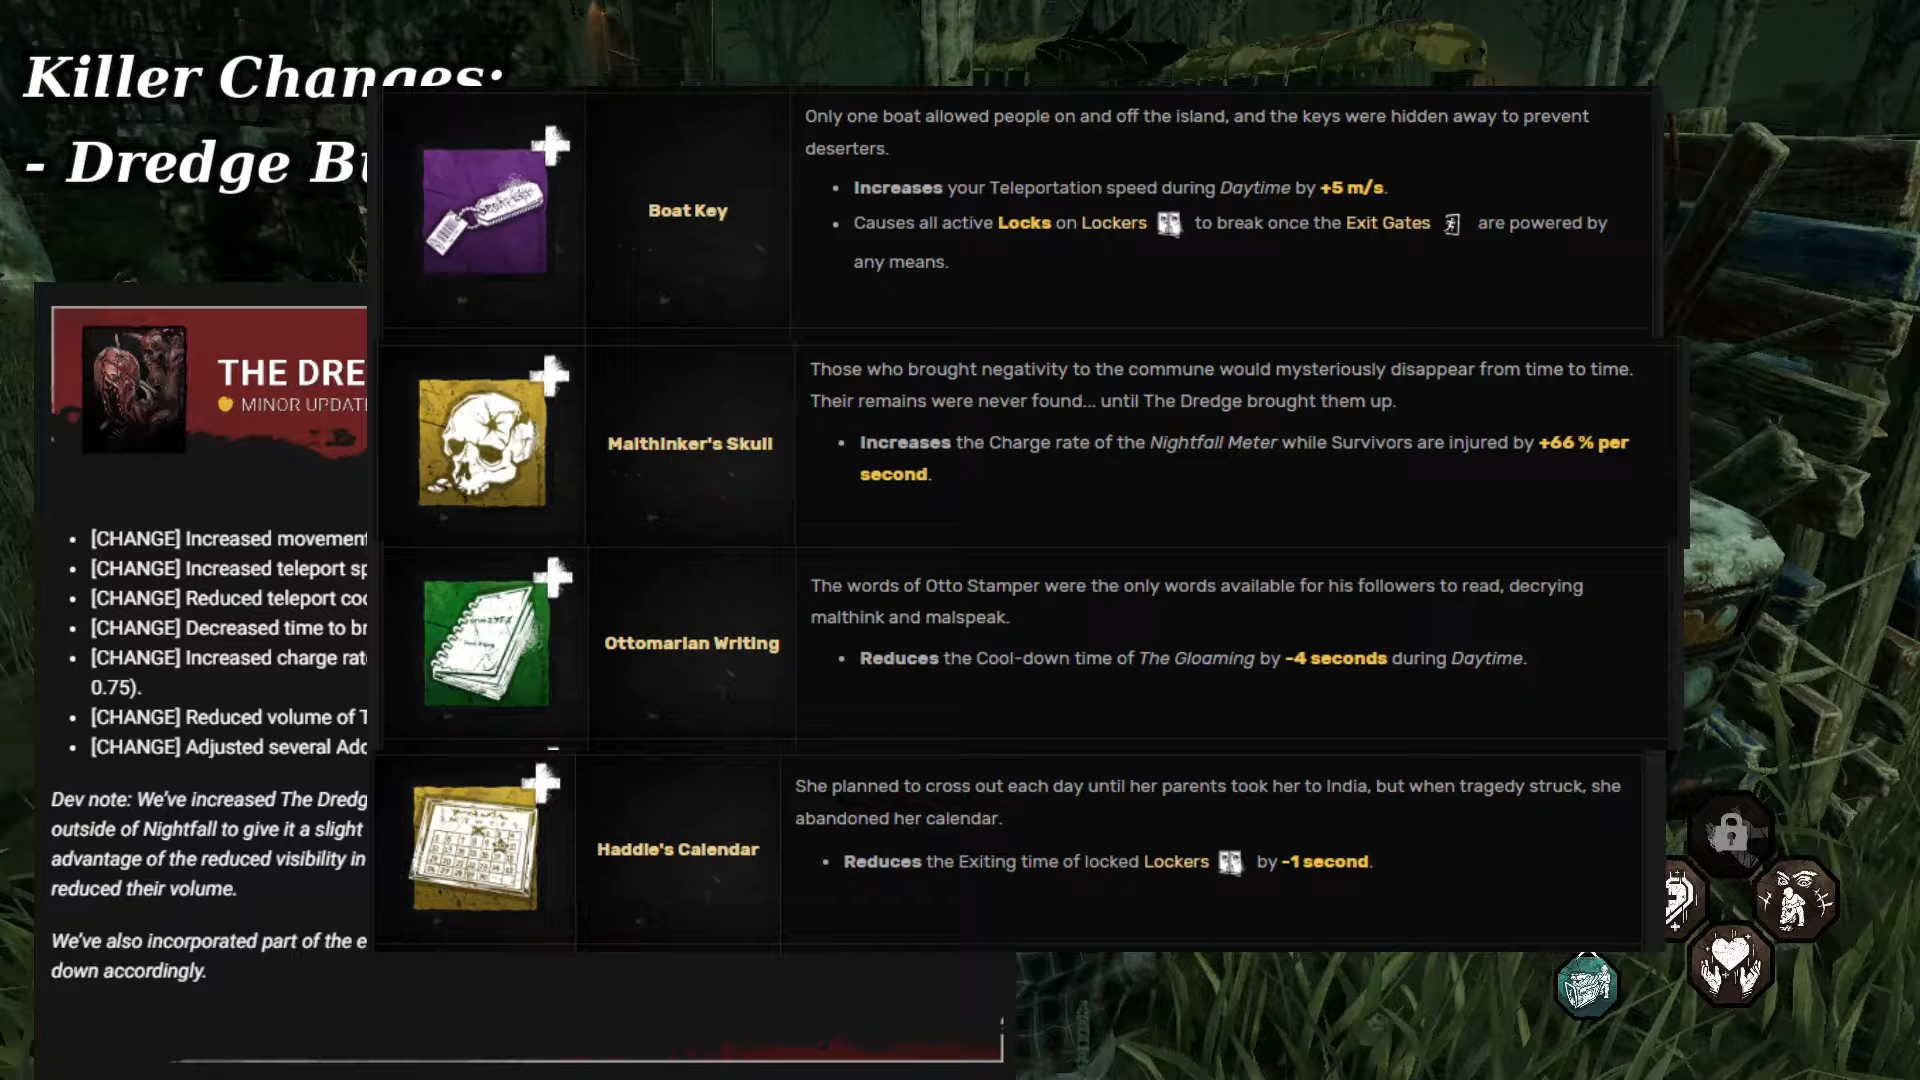 Killer Changes:
- Dredge
Only one boat allowed people on and off the island, and the keys were hidden away to prevent
deserters.
Boat Key
• Increases your Teleportation speed during Daytime by +5 m/s.
• Causes all active Locks on Lockers to break once the Exit Gates are powered by
any means.
Those who brought negativity to the commune would mysteriously disappear from time to time.
Their remains were never found... until The Dredge brought them up.
Malthinker's Skull
• Increases the Charge rate of the Nightfall Meter while Survivors are injured by +66 % per
second.
The words of Otto Stamper were the only words available for his followers to read, decrying
malthink and malspeak.
Ottomarian Writing
• Reduces the Cool-down time of The Gloaming by -4 seconds during Daytime.
She planned to cross out each day until her parents took her to India, but when tragedy struck, she
abandoned her calendar.
Haddie's Calendar
• Reduces the Exiting time of locked Lockers by -1 second.
THE DRE
MINOR UPDAT
• [CHANGE] Increased movement
• [CHANGE] Increased teleport sp
• [CHANGE] Reduced teleport coo
• [CHANGE] Decreased time to br
• [CHANGE] Increased charge rat
0.75).
• [CHANGE] Reduced volume of T
• [CHANGE] Adjusted several Add
Dev note: We've increased The Dredg
outside of Nightfall to give it a slight
advantage of the reduced visibility in
reduced their volume.
We've also incorporated part of the e
down accordingly.